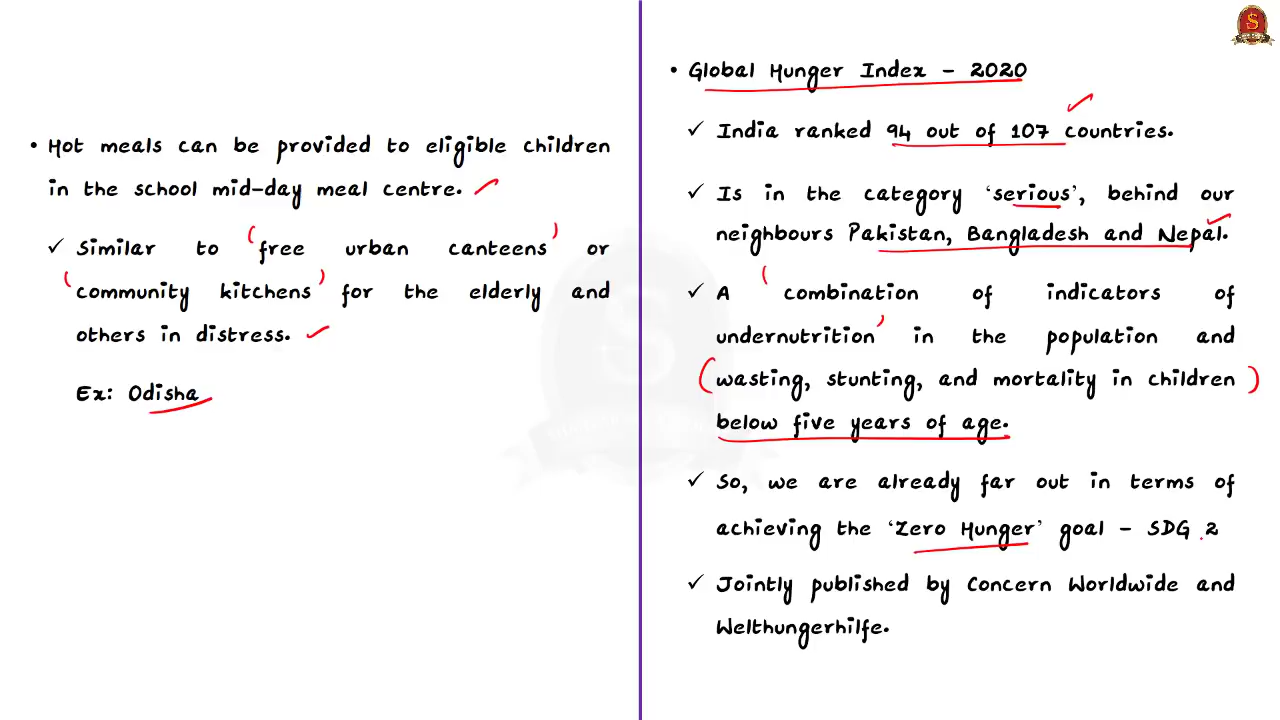 • Hot meals can be provided to eligible children
in the school mid-day meal centre.
✓ Similar to free urban canteens or
community kitchens for the elderly and
others in distress.
Ex: Odisha
• Global Hunger Index – 2020
✓ India ranked 94 out of 107 countries.
✓ Is in the category ‘serious’, behind our
neighbours Pakistan, Bangladesh and Nepal.
✓ A combination of indicators of
undernutrition in the population and
wasting, stunting, and mortality in children
below five years of age.
✓ So, we are already far out in terms of
achieving the ‘Zero Hunger’ goal – SDG 2
✓ Jointly published by Concern Worldwide and
Welthungerhilfe.